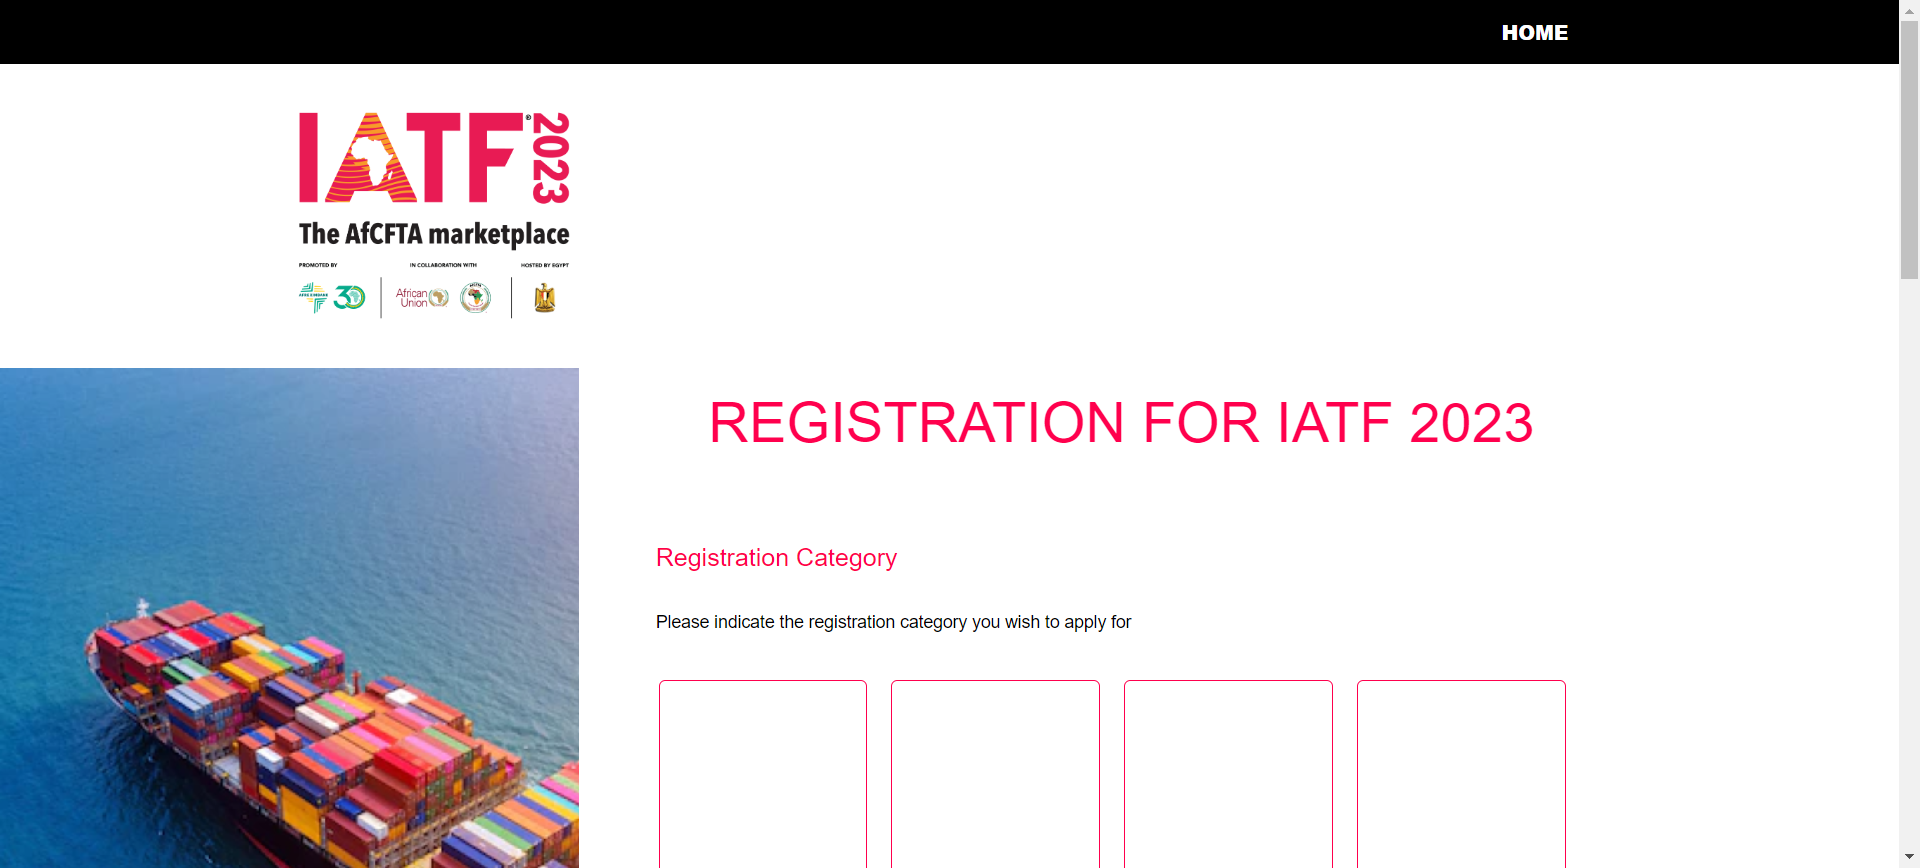 HOME
IATF® 2023
The AfCFTA marketplace
PROMOTED BY IN COLLABORATION WITH HOSTED BY EGYPT
African Union
REGISTRATION FOR IATF 2023
Registration Category
Please indicate the registration category you wish to apply for